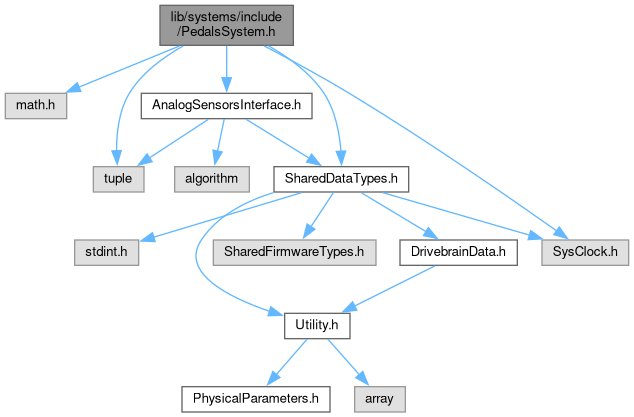 lib/systems/include
/PedalsSystem.h
math.h
AnalogSensorsInterface.h
tuple
algorithm
SharedDataTypes.h
stdint.h
SharedFirmwareTypes.h
DrivebrainData.h
SysClock.h
Utility.h
PhysicalParameters.h
array